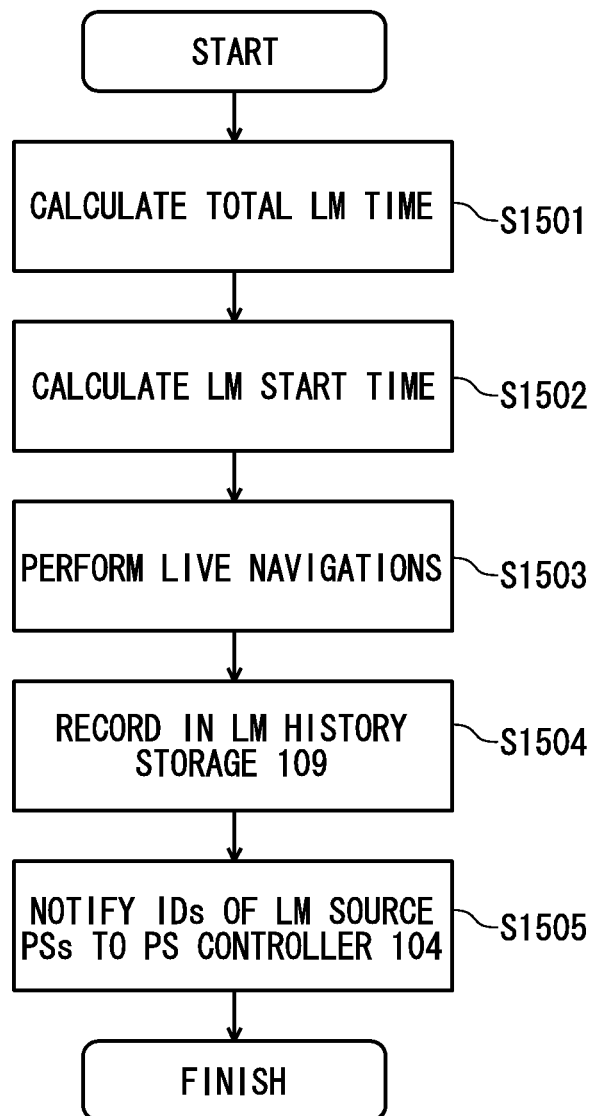 START
CALCULATE TOTAL LM TIME
S1501
CALCULATE LM START TIME
S1502
PERFORM LIVE NAVIGATIONS
S1503
RECORD IN LM HISTORY
STORAGE 109
S1504
NOTIFY IDs OF LM SOURCE
PSs TO PS CONTROLLER 104
S1505
FINISH